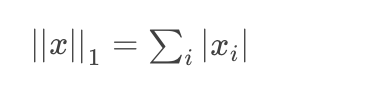 ||x||₁ = ∑ᵢ |xᵢ|